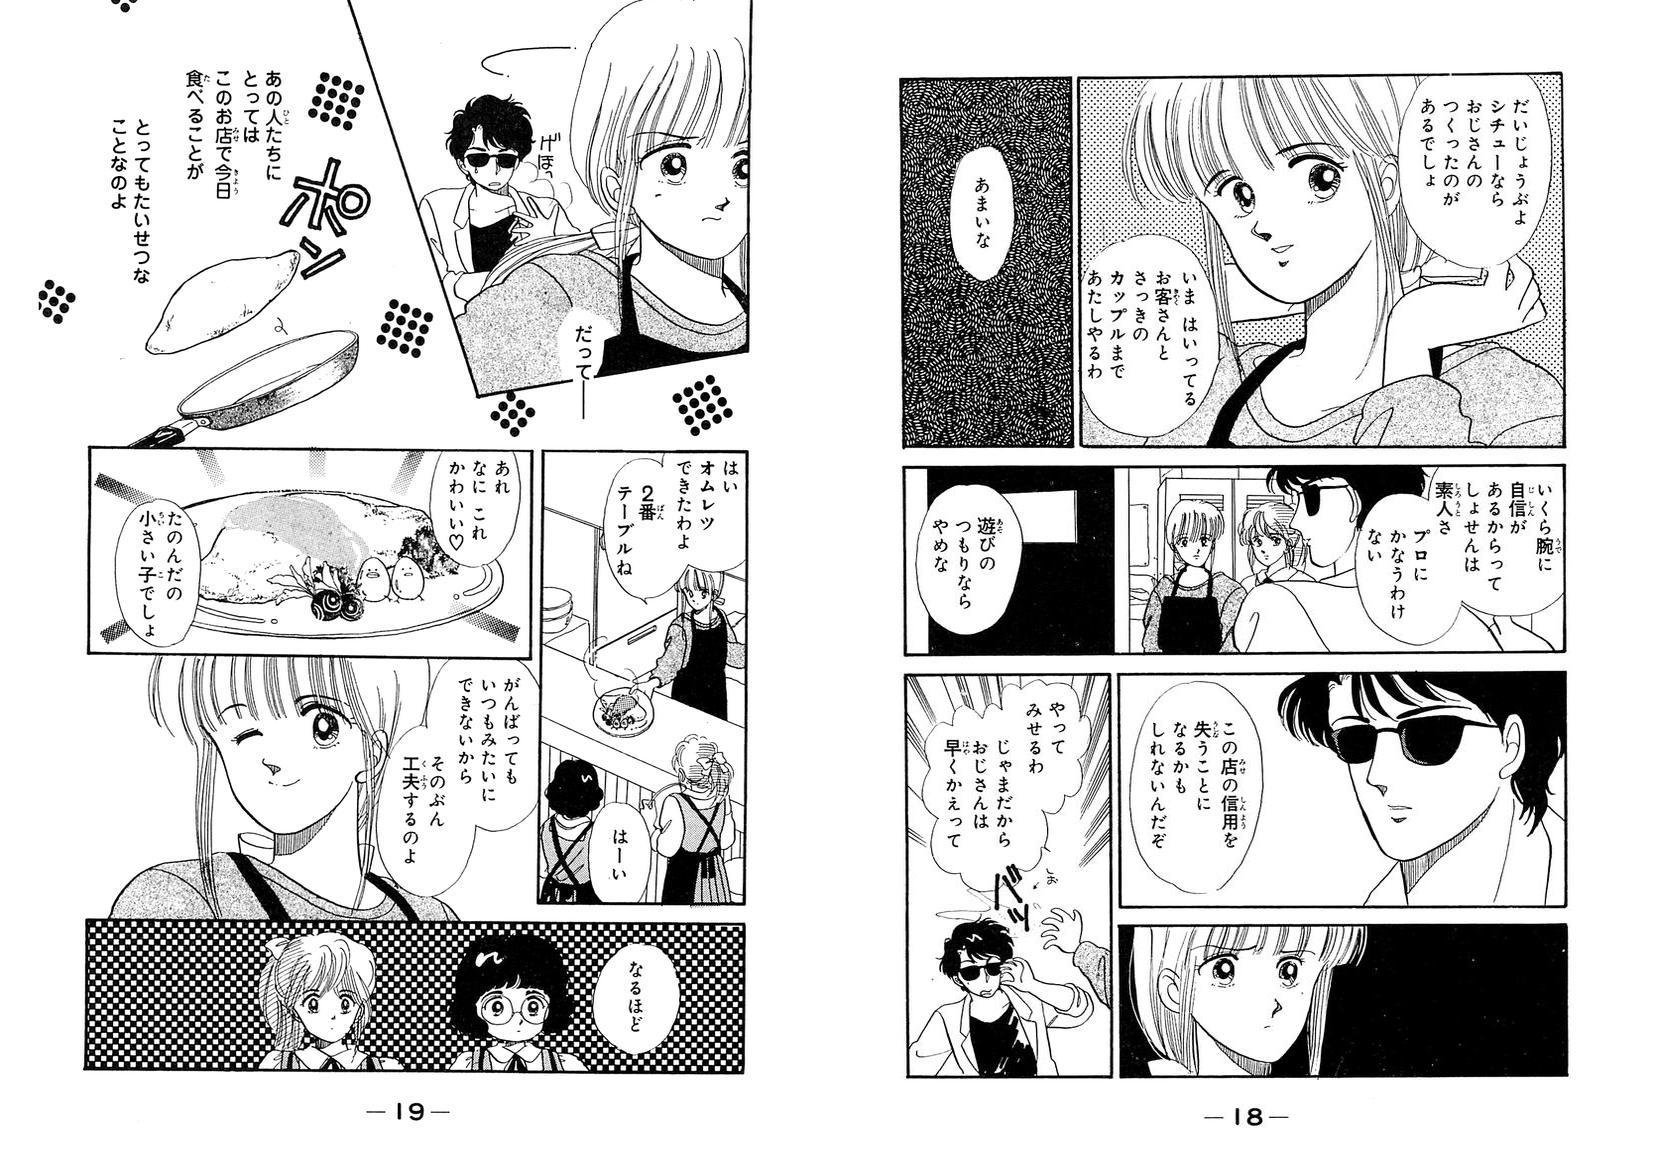 だいじょうぶよ
シチューなら
おじさんの
つくったのが
あるでしょ
いま はいってる
お客さんと
さっきの
カップルまで
あたしやるわ
あまいな
いくら腕に
自信が
あるからって
しょせんは
素人さ
プロに
かなうわけ
ない
遊びの
つもりなら
やめな
この店の信用を
失うことに
なるかも
しれないんだぞ
やって
みせるわ
じゃまだから
おじさんは
早くかえって
バッ
お
—18—
げほっ
だって——
あの人たちに
とっては
このお店で今日
食べることが
とってもたいせつな
ことなのよ
ポン
はい
オムレツ
できたわよ
2番
テーブルね
はーい
あれ
なに これ
かわいい♡
たのんだの
小さい子でしょ
がんばっても
いつもみたいに
できないから
そのぶん
工夫するのよ
なるほど
—19—